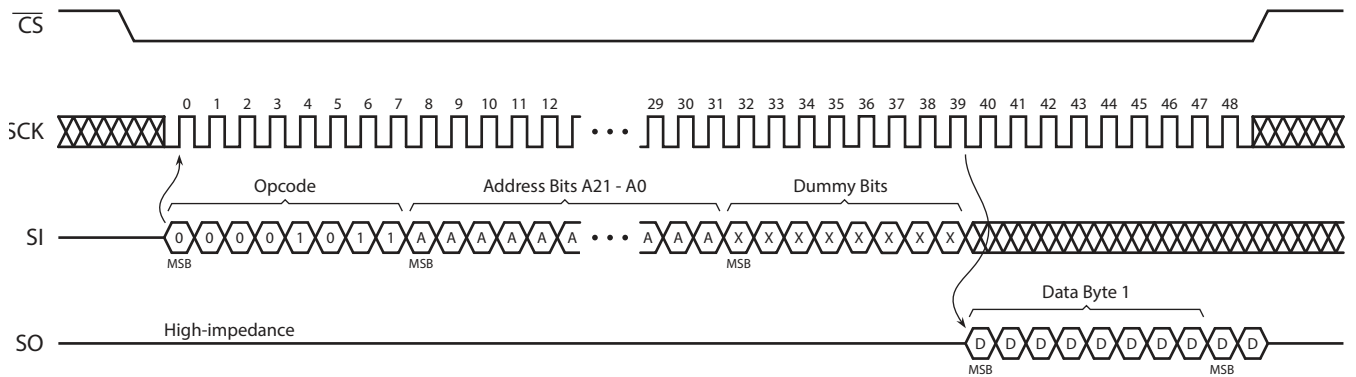 CS
0 1 2 3 4 5 6 7 8 9 10 11 12 29 30 31 32 33 34 35 36 37 38 39 40 41 42 43 44 45 46 47 48
SCK
Opcode Address Bits A21 - A0 Dummy Bits
SI 0 0 0 0 1 0 1 1 A A A A A A • • • A A A X X X X X X X X
MSB MSB MSB
Data Byte 1
High-impedance
SO D D D D D D D D D D
MSB MSB